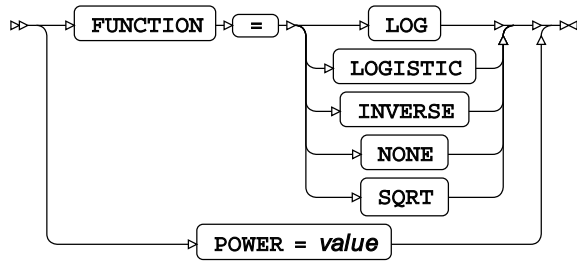 FUNCTION = LOG
LOGISTIC
INVERSE
NONE
SQRT
POWER = value